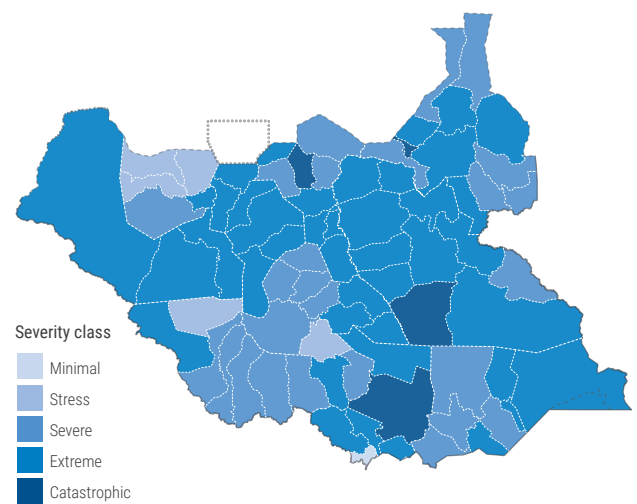 Severity class
Minimal
Stress
Severe
Extreme
Catastrophic